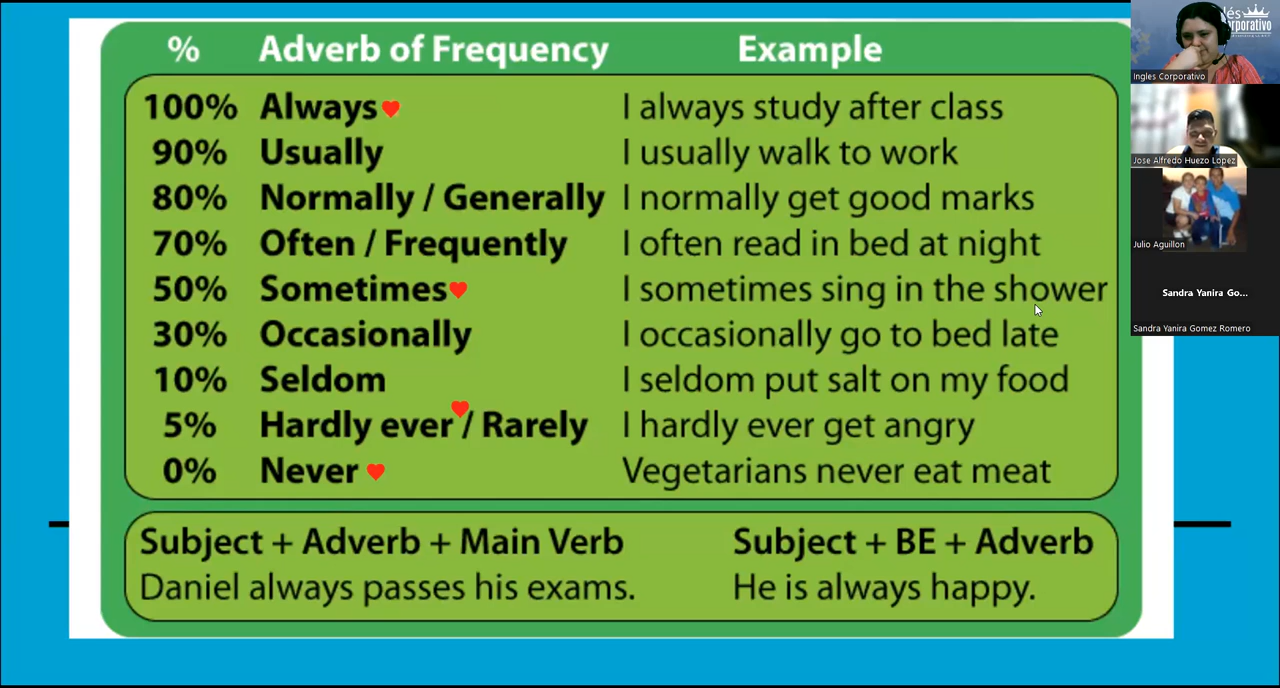 % Adverb of Frequency Example
100% Always I always study after class
90% Usually I usually walk to work
80% Normally / Generally I normally get good marks
70% Often / Frequently I often read in bed at night
50% Sometimes I sometimes sing in the shower
30% Occasionally I occasionally go to bed late
10% Seldom I seldom put salt on my food
5% Hardly ever / Rarely I hardly ever get angry
0% Never Vegetarians never eat meat
Subject + Adverb + Main Verb Subject + BE + Adverb
Daniel always passes his exams. He is always happy.
Ingles Corporativo
Jose Alfredo Huezo Lopez
Julio Aguillon
Sandra Yanira Go...
Sandra Yanira Gomez Romero